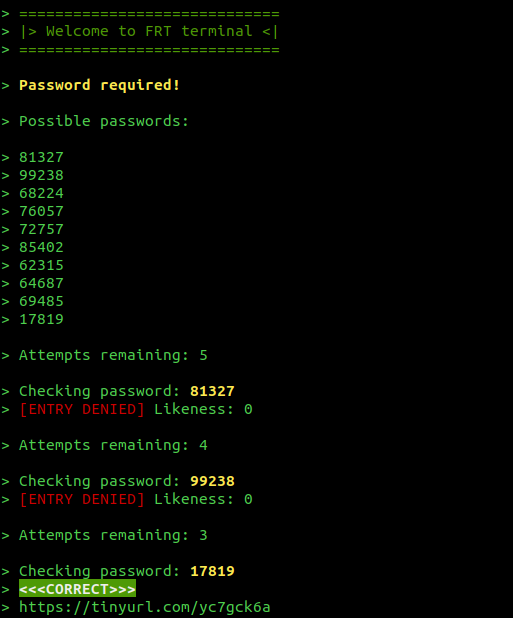 > =============================
> |> Welcome to FRT terminal <|
> =============================
> Password required!
> Possible passwords:
> 81327
> 99238
> 68224
> 76057
> 72757
> 85402
> 62315
> 64687
> 69485
> 17819
> Attempts remaining: 5
> Checking password: 81327
> [ENTRY DENIED] Likeness: 0
> Attempts remaining: 4
> Checking password: 99238
> [ENTRY DENIED] Likeness: 0
> Attempts remaining: 3
> Checking password: 17819
> <<<CORRECT>>>
> https://tinyurl.com/yc7gck6a